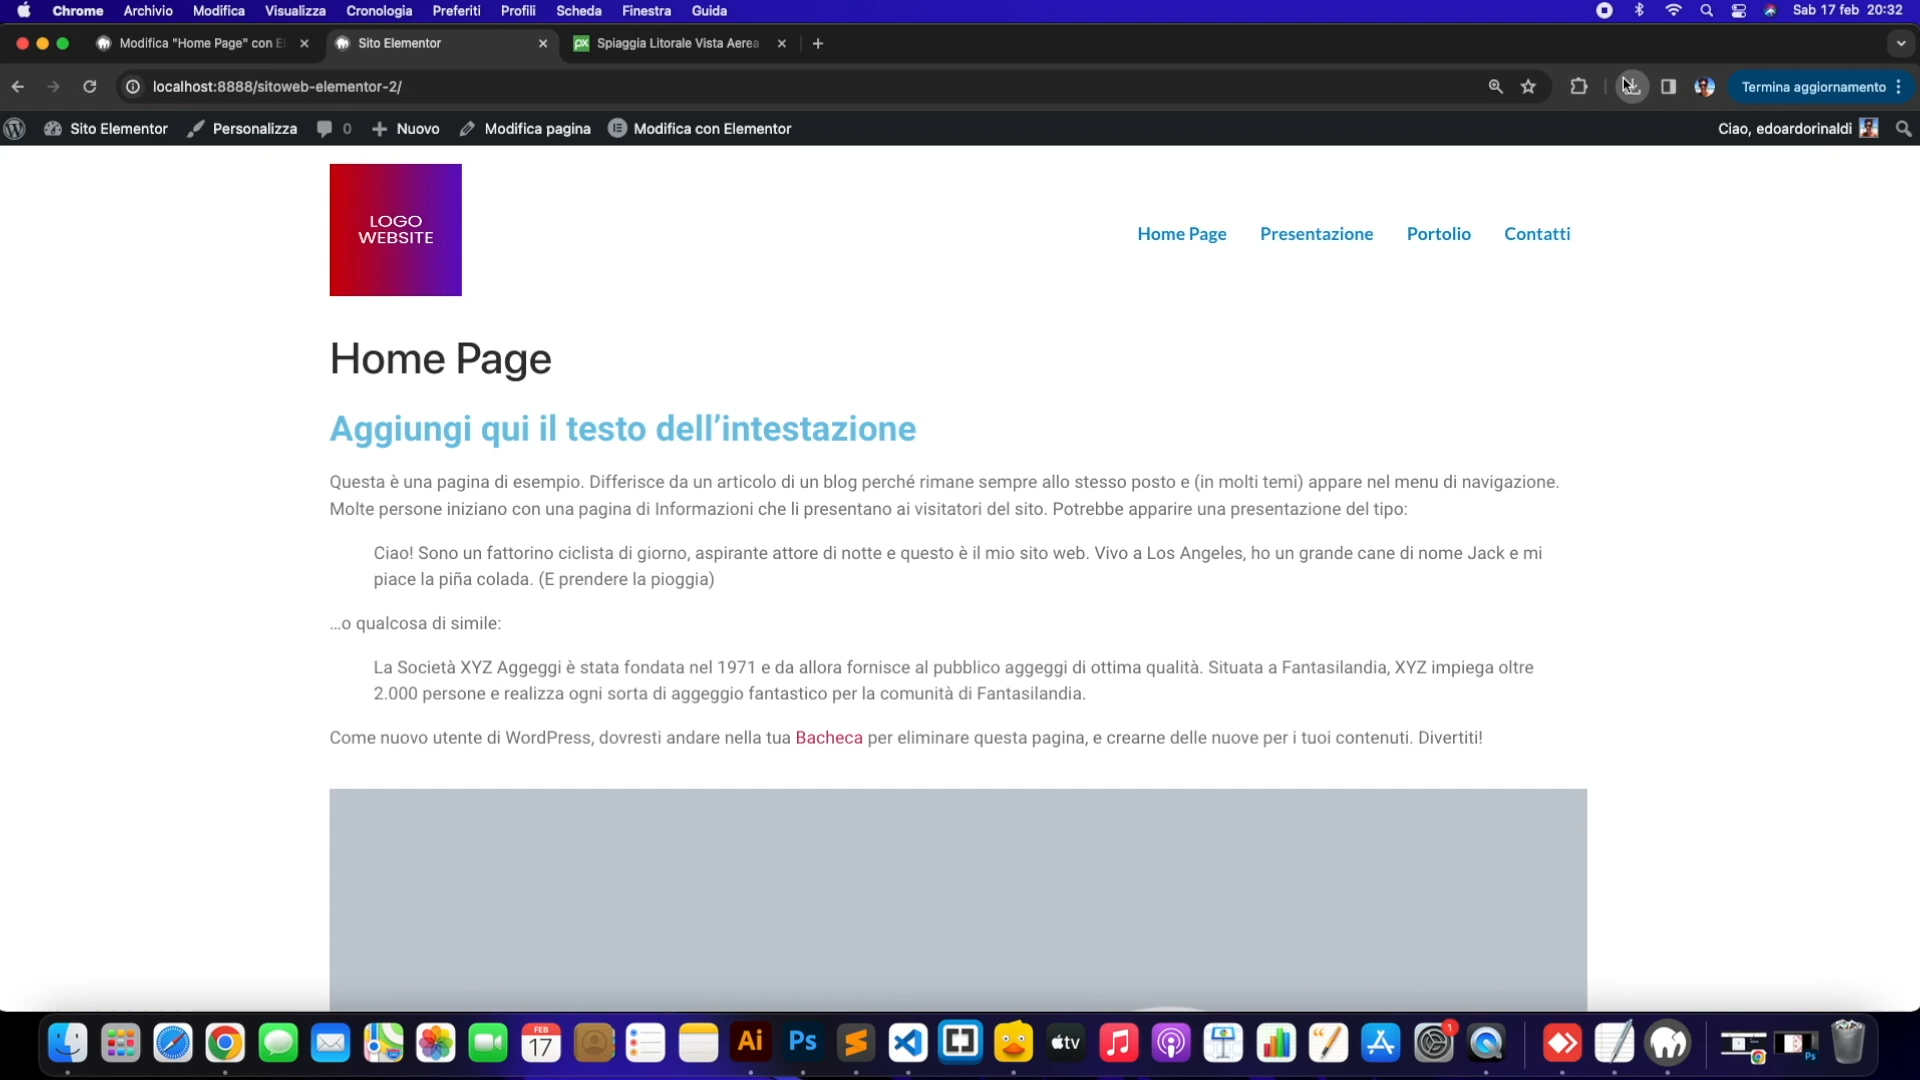 Chrome Archivio Modifica Visualizza Cronologia Preferiti Profili Scheda Finestra Guida Sab 17 feb 20:32
Modifica "Home Page" con El Sito Elementor Spiaggia Litorale Vista Aerea
localhost:8888/sitoweb-elementor-2/ Termina aggiornamento
Sito Elementor Personalizza 0 Nuovo Modifica pagina Modifica con Elementor Ciao, edoardorinaldi
LOGO
WEBSITE
Home Page Presentazione Portolio Contatti
Home Page
Aggiungi qui il testo dell’intestazione
Questa è una pagina di esempio. Differisce da un articolo di un blog perché rimane sempre allo stesso posto e (in molti temi) appare nel menu di navigazione.
Molte persone iniziano con una pagina di Informazioni che li presentano ai visitatori del sito. Potrebbe apparire una presentazione del tipo:
Ciao! Sono un fattorino ciclista di giorno, aspirante attore di notte e questo è il mio sito web. Vivo a Los Angeles, ho un grande cane di nome Jack e mi
piace la piña colada. (E prendere la pioggia)
…o qualcosa di simile:
La Società XYZ Aggeggi è stata fondata nel 1971 e da allora fornisce al pubblico aggeggi di ottima qualità. Situata a Fantasilandia, XYZ impiega oltre
2.000 persone e realizza ogni sorta di aggeggio fantastico per la comunità di Fantasilandia.
Come nuovo utente di WordPress, dovresti andare nella tua Bacheca per eliminare questa pagina, e crearne delle nuove per i tuoi contenuti. Divertiti!
FEB
17
Ai Ps tv 1